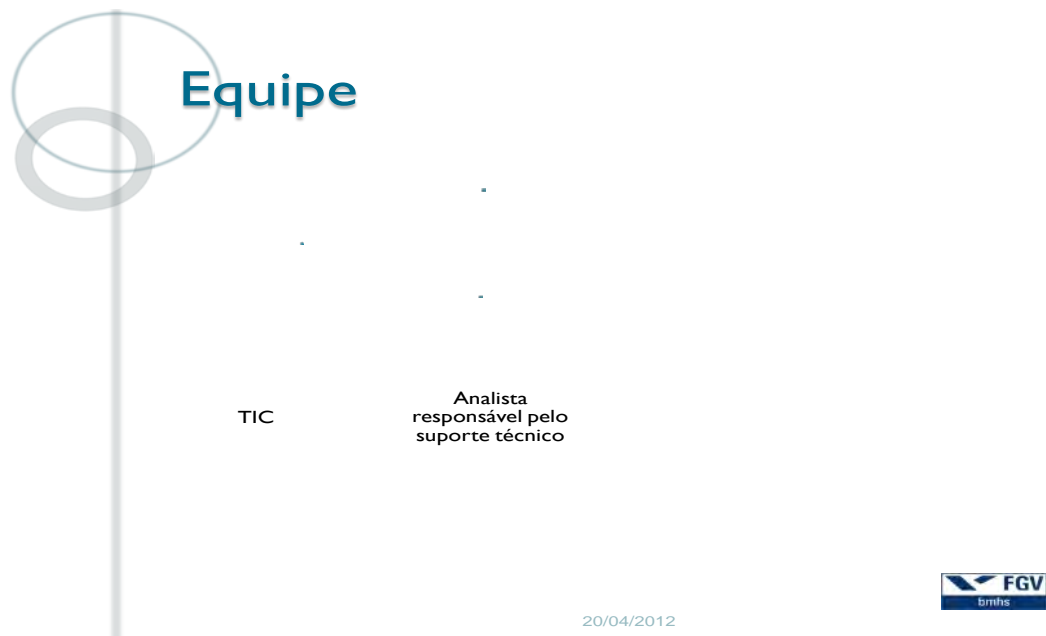 Equipe
TIC
Analista
responsável pelo
suporte técnico
FGV
bmhs
20/04/2012